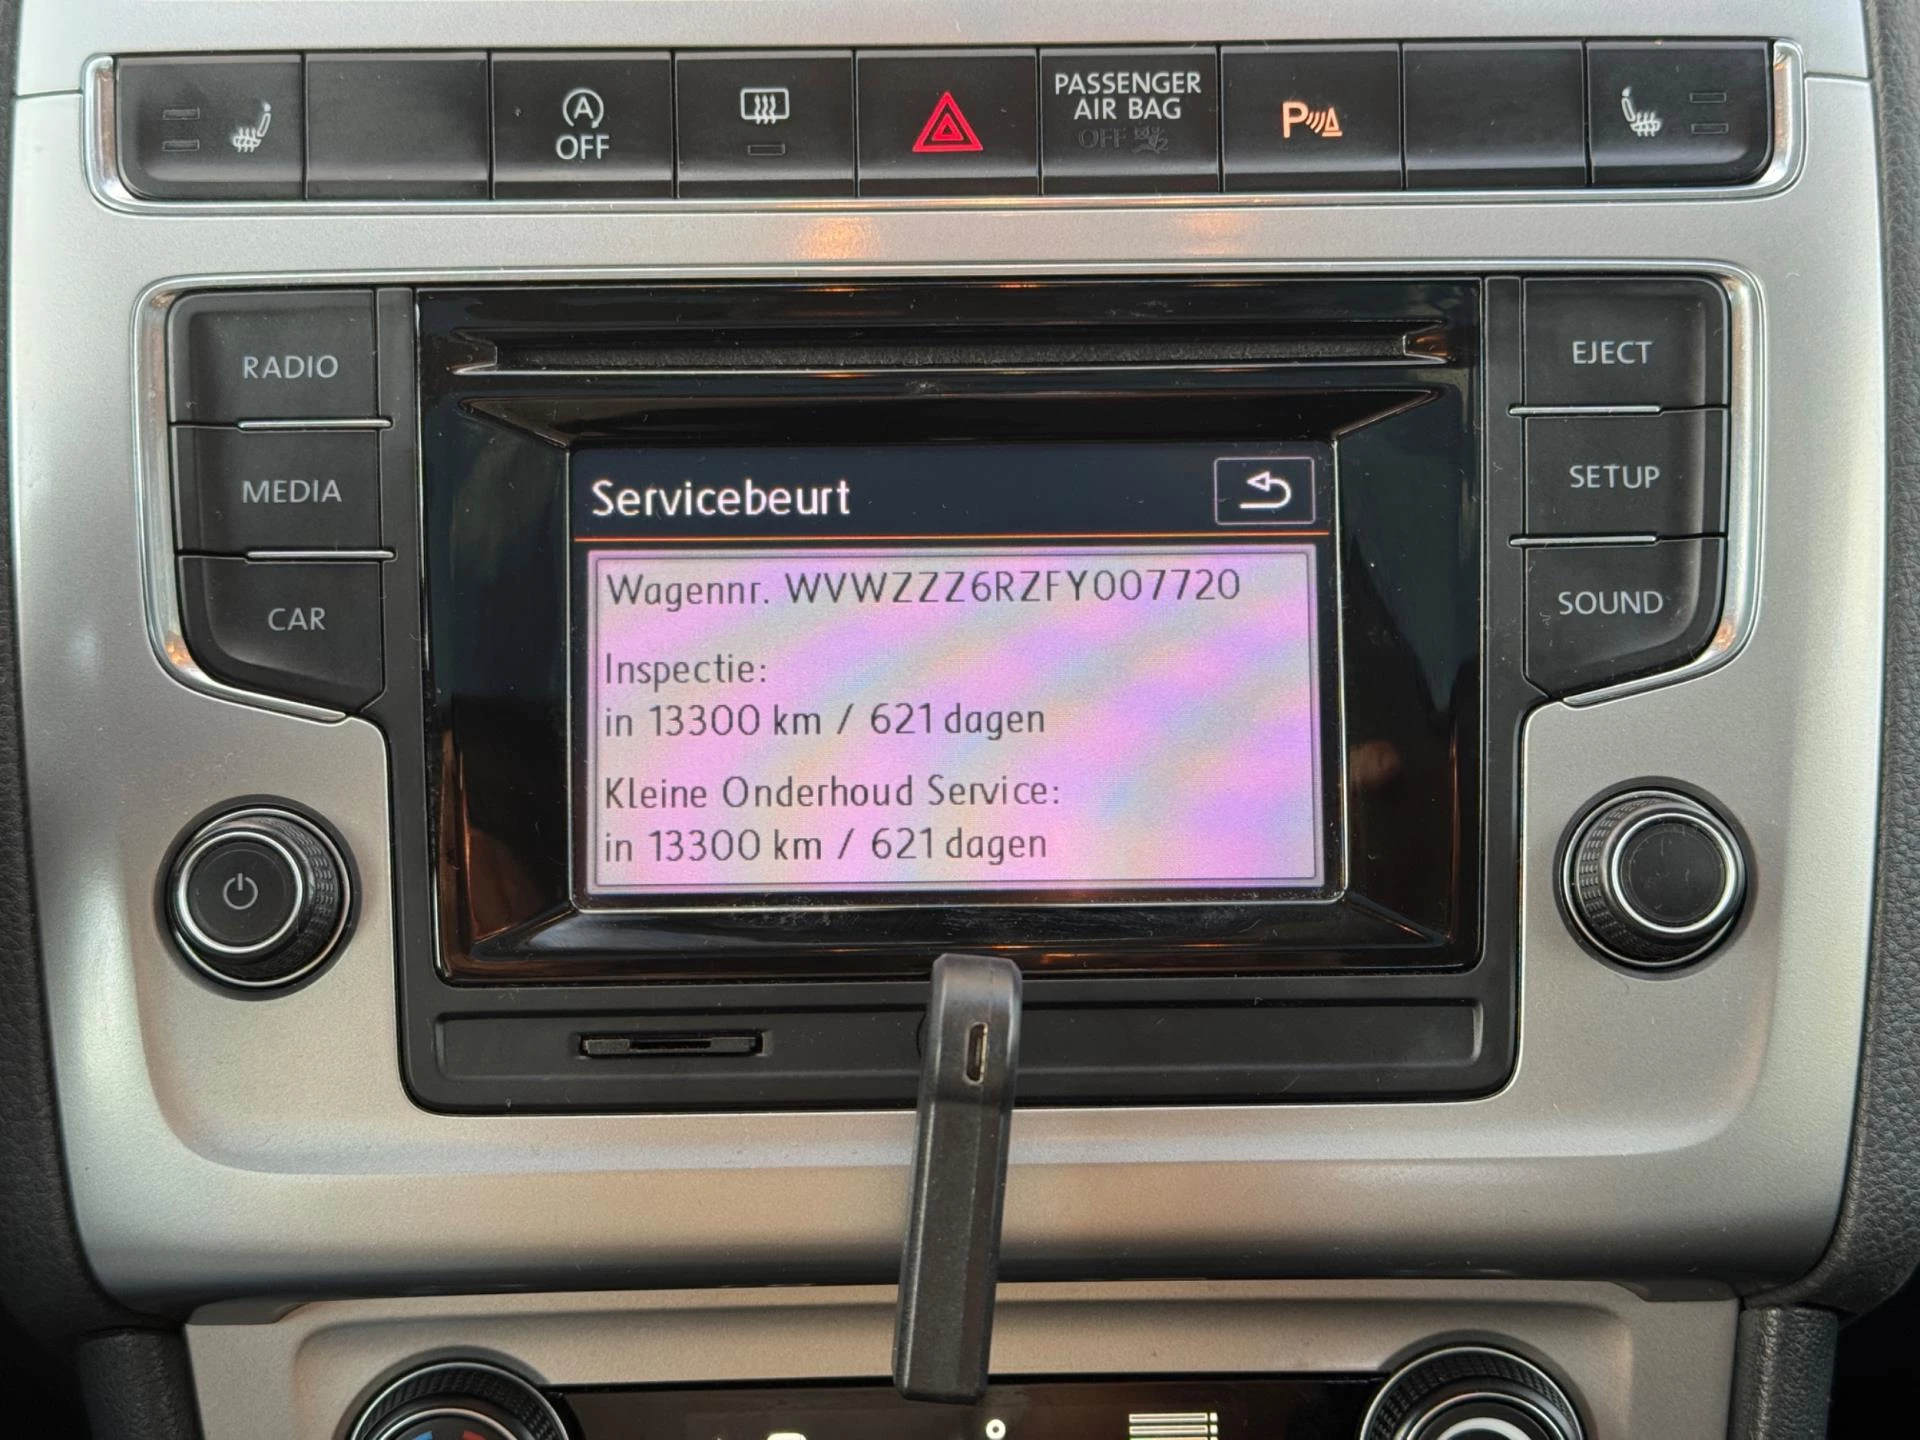 OFF
PASSENGER
AIR BAG
OFF
P
RADIO
MEDIA
CAR
EJECT
SETUP
SOUND
Servicebeurt
Wagennr. WVWZZZ6RZFY007720
Inspectie:
in 13300 km / 621 dagen
Kleine Onderhoud Service:
in 13300 km / 621 dagen